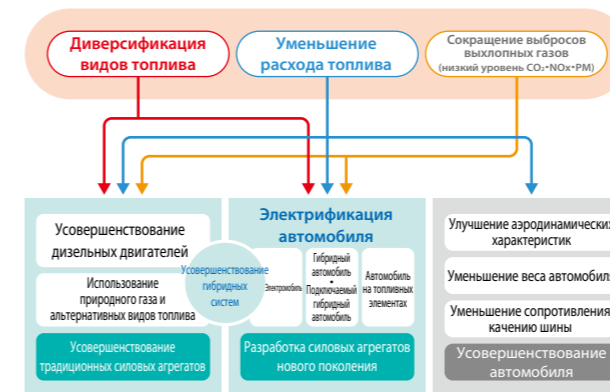 Диверсификация
видов топлива
Уменьшение
расхода топлива
Сокращение выбросов
выхлопных газов
(низкий уровень CO₂•NOx•PM)
Усовершенствование
дизельных двигателей
Использование
природного газа и
альтернативных видов топлива
Усовершенствование
традиционных силовых агрегатов
Усовершенствование
гибридных
систем
Электрификация
автомобиля
Электромобиль
Гибридный
автомобиль
•
Подключаемый
гибридный
автомобиль
Автомобиль
на топливных
элементах
Разработка силовых агрегатов
нового поколения
Улучшение аэродинамических
характеристик
Уменьшение веса автомобиля
Уменьшение сопротивления
качению шины
Усовершенствование
автомобиля